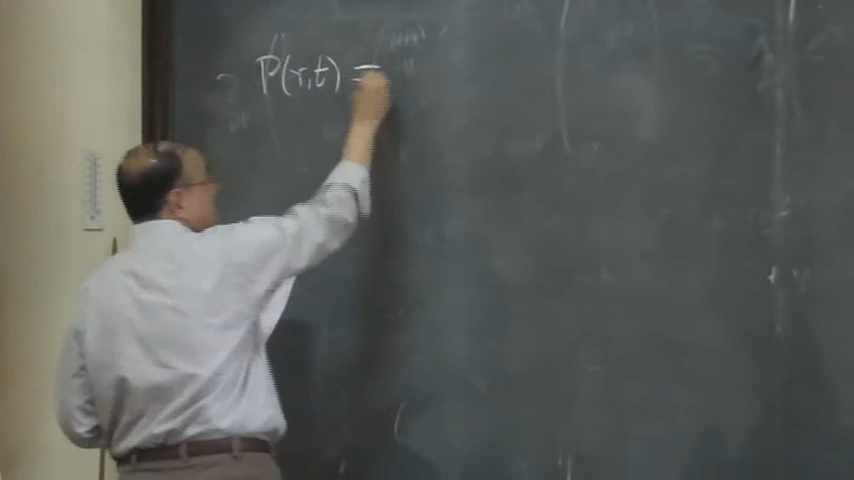 P(r,t) =